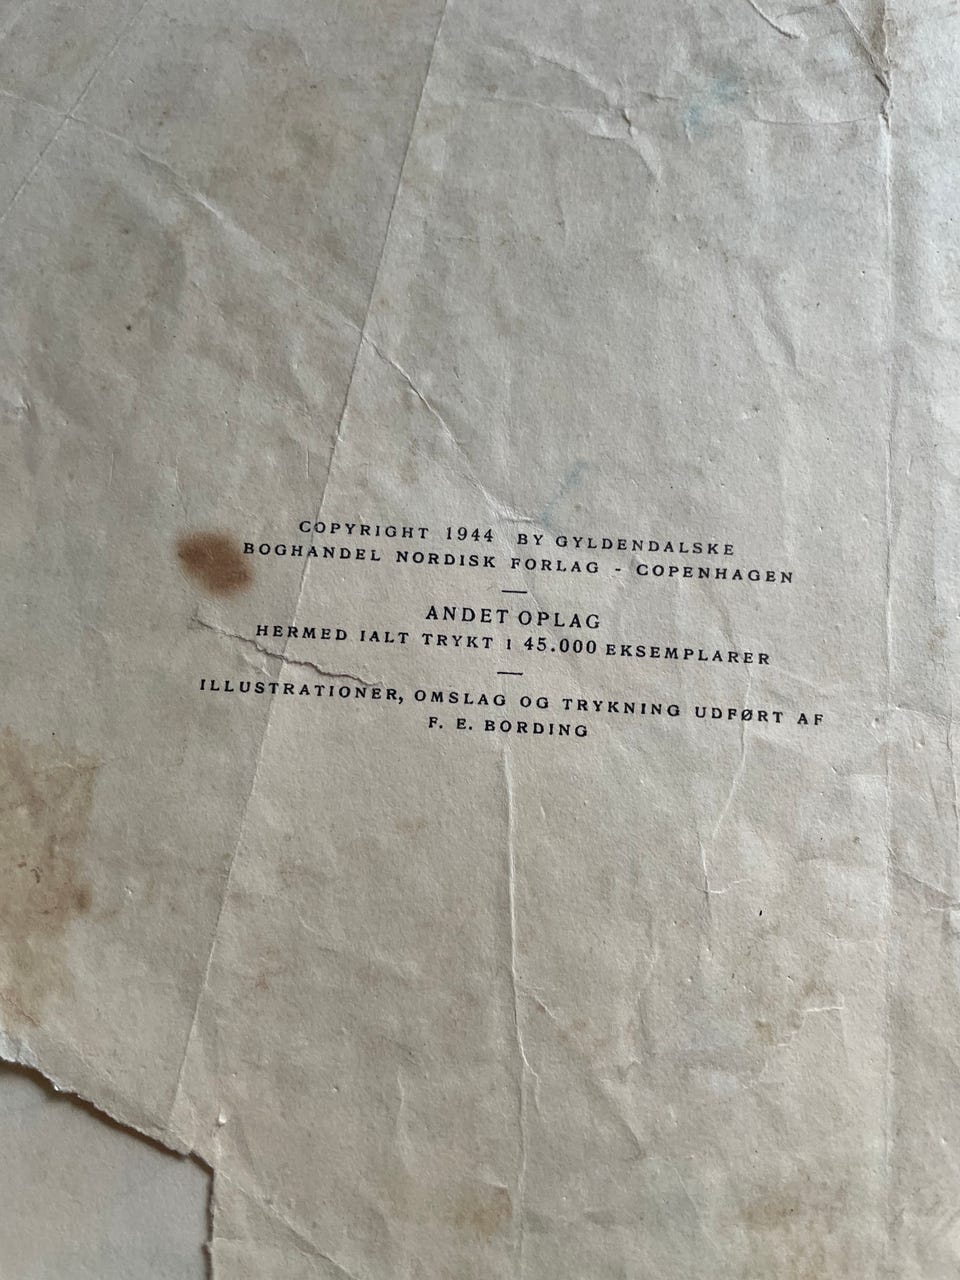 COPYRIGHT 1944 BY GYLDENDALSKE
BOGHANDEL NORDISK FORLAG - COPENHAGEN
ANDET OPLAG
HERMED IALT TRYKT I 45.000 EKSEMPLARER
ILLUSTRATIONER, OMSLAG OG TRYKNING UDFØRT AF
F. E. BORDING